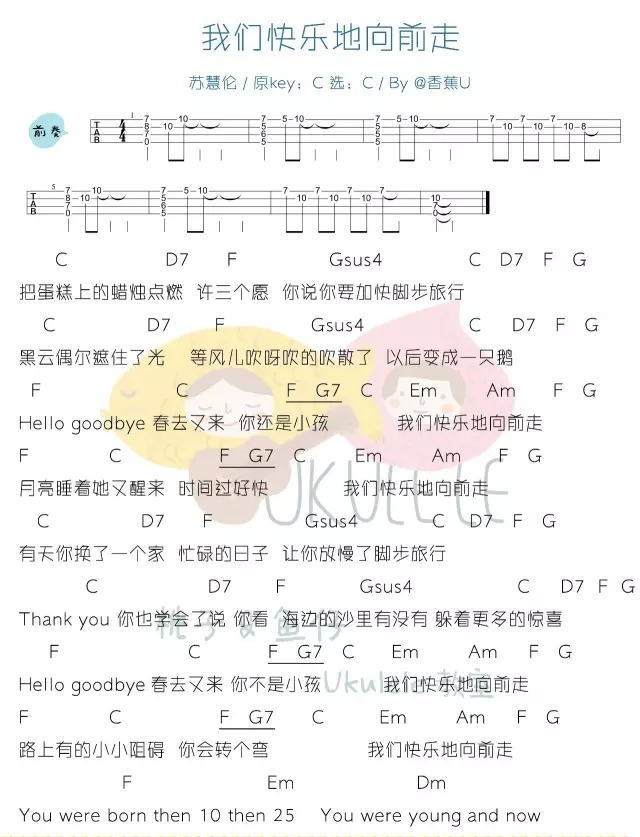 我们快乐地向前走
苏慧伦 / 原key：C 选：C / By @香蕉U
前奏
C D7 F Gsus4 C D7 F G
把蛋糕上的蜡烛点燃 许三个愿 你说你要加快脚步旅行
C D7 F Gsus4 C D7 F G
黑云偶尔遮住了光 等风儿吹呀吹的吹散了 以后变成一只鹅
F C F G7 C Em Am F G
Hello goodbye 春去又来 你还是小孩 我们快乐地向前走
F C F G7 C Em Am F G
月亮睡着她又醒来 时间过好快 我们快乐地向前走
UKULELE
C D7 F Gsus4 C D7 F G
有天你换了一个家 忙碌的日子 让你放慢了脚步旅行
C D7 F Gsus4 C D7 F G
Thank you 你也学会了说 你看 海边的沙里有没有 躲着更多的惊喜
桃子&鱼仔
F C F G7 C Em Am F G
Hello goodbye 春去又来 你不是小孩 我们快乐地向前走
Ukulele 教室
F C F G7 C Em Am F G
路上有的小小阻碍 你会转个弯 我们快乐地向前走
F Em Dm
You were born then 10 then 25 You were young and now